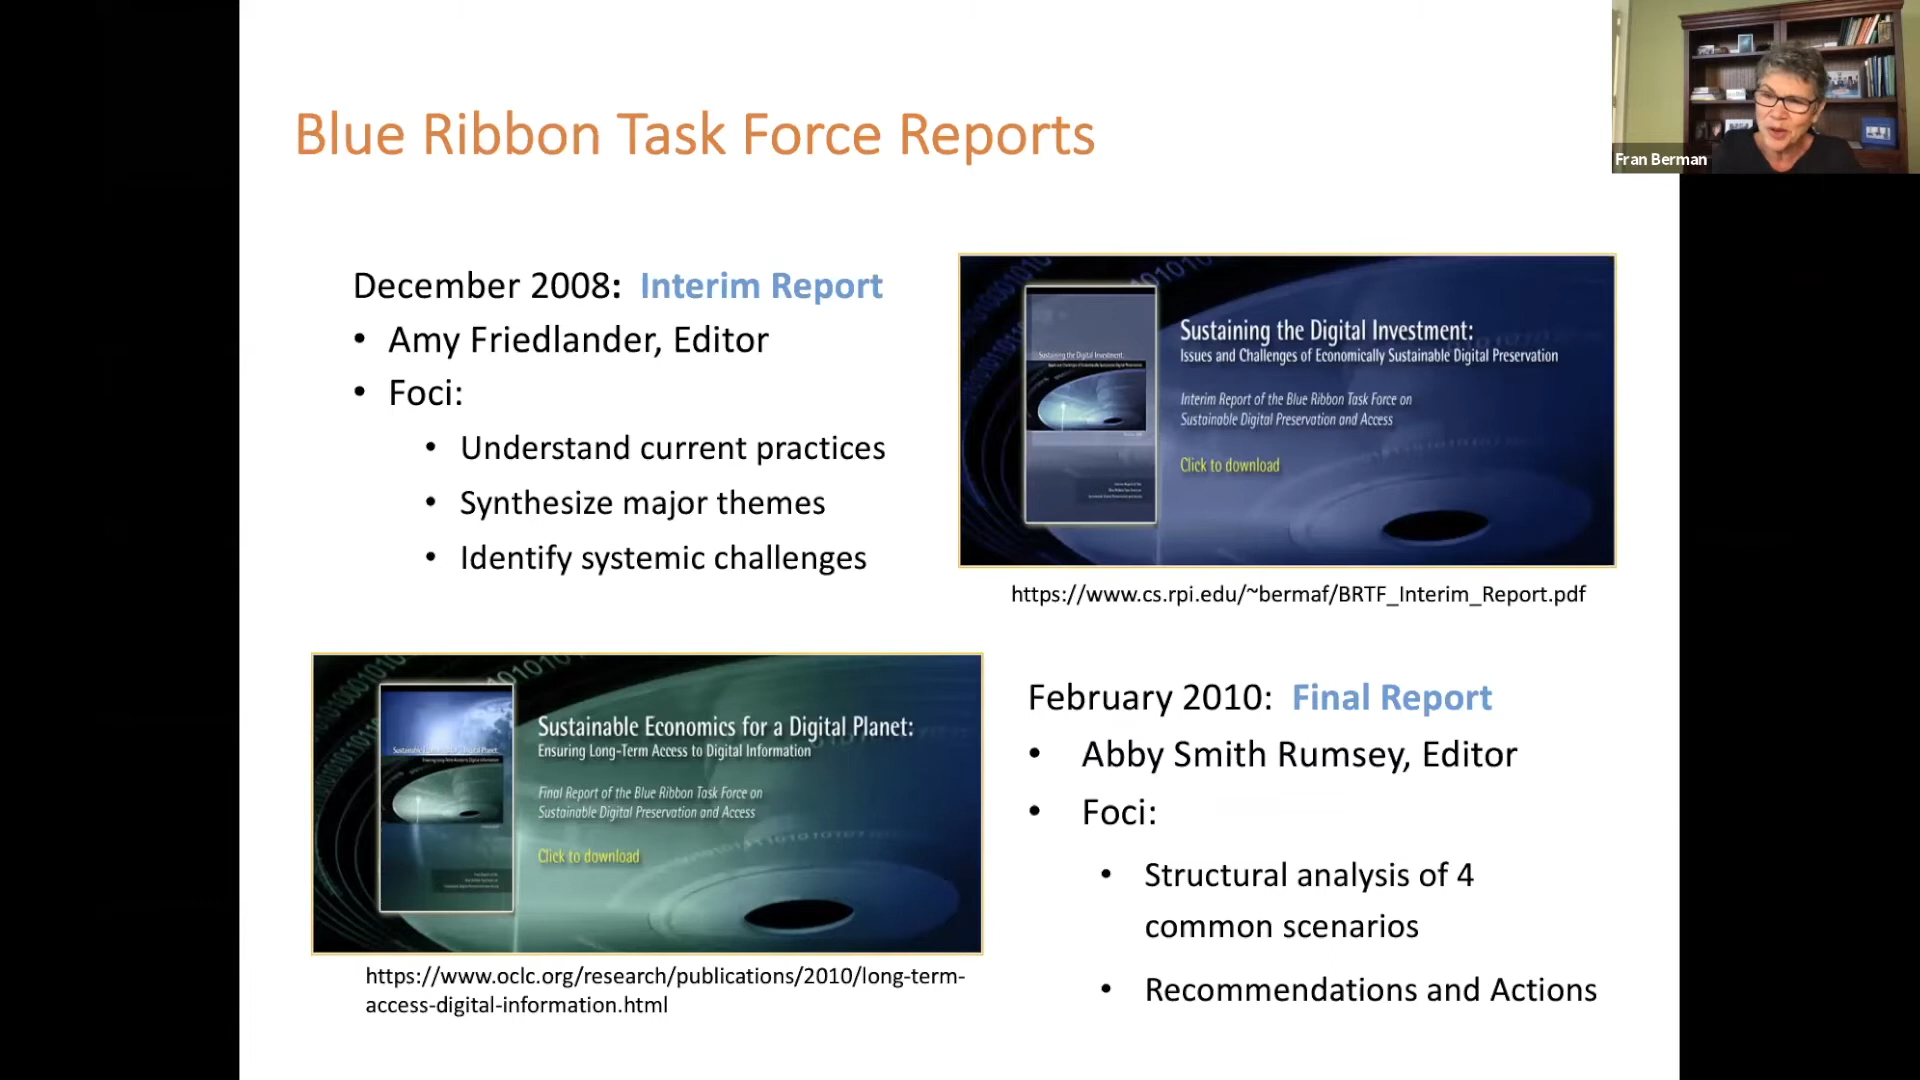 Blue Ribbon Task Force Reports
Fran Berman
December 2008: Interim Report
• Amy Friedlander, Editor
• Foci:
• Understand current practices
• Synthesize major themes
• Identify systemic challenges
Sustaining the Digital Investment:
Issues and Challenges of Economically Sustainable Digital Preservation
Interim Report of the Blue Ribbon Task Force on
Sustainable Digital Preservation and Access
Click to download
https://www.cs.rpi.edu/~bermaf/BRTF_Interim_Report.pdf
Sustainable Economics for a Digital Planet:
Ensuring Long-Term Access to Digital Information
Final Report of the Blue Ribbon Task Force on
Sustainable Digital Preservation and Access
Click to download
https://www.oclc.org/research/publications/2010/long-term-
access-digital-information.html
February 2010: Final Report
• Abby Smith Rumsey, Editor
• Foci:
• Structural analysis of 4
common scenarios
• Recommendations and Actions